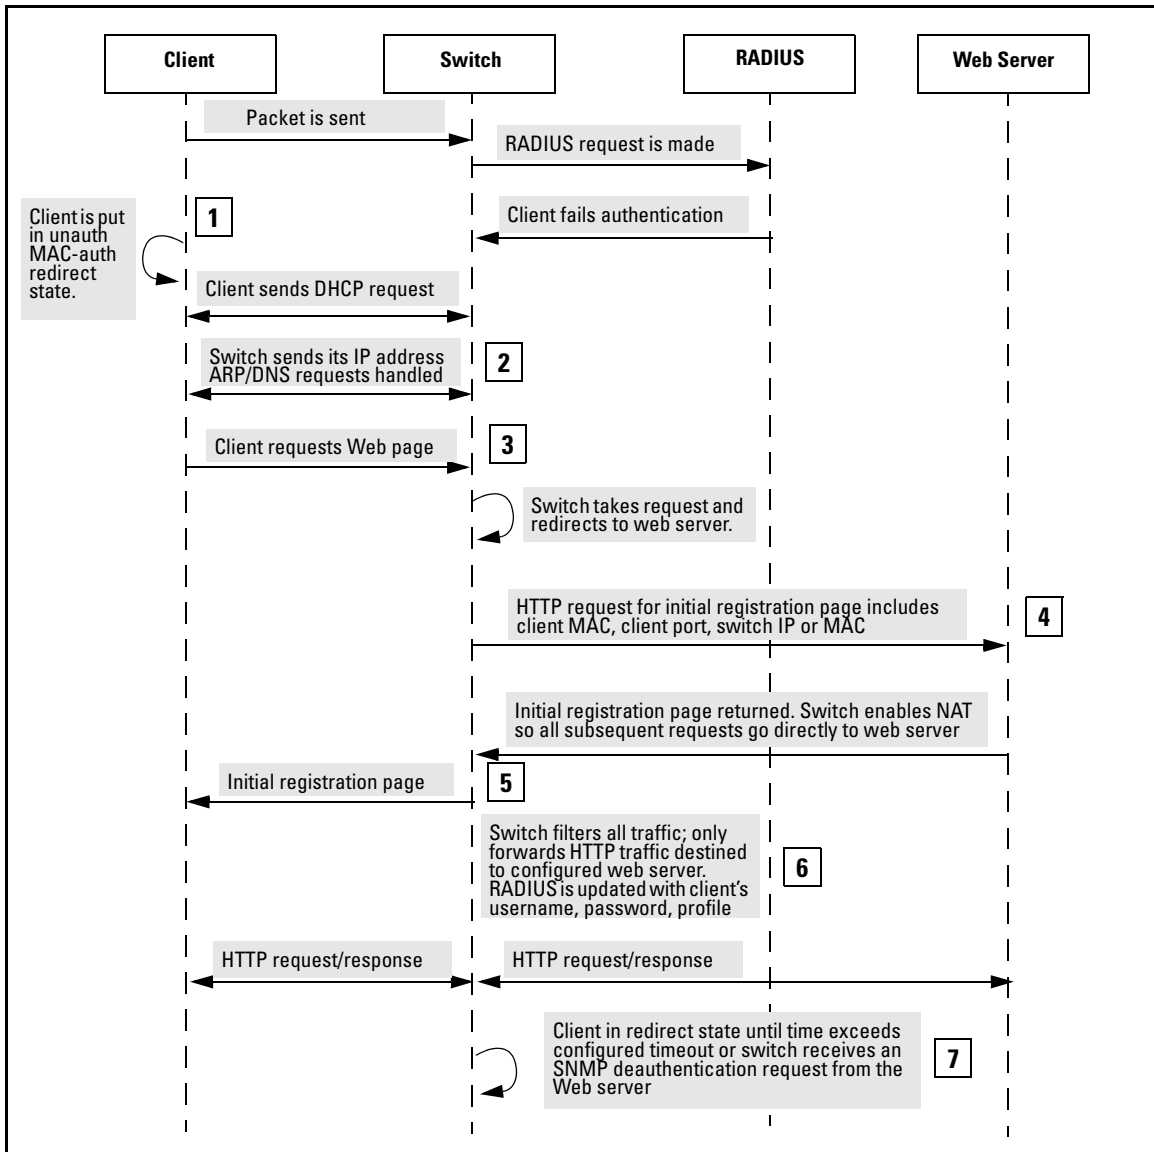 Client
Switch
RADIUS
Web Server
Packet is sent
RADIUS request is made
1
Client is put
in unauth
MAC-auth
redirect
state.
Client fails authentication
Client sends DHCP request
Switch sends its IP address
ARP/DNS requests handled
2
Client requests Web page
3
Switch takes request and
redirects to web server.
HTTP request for initial registration page includes
client MAC, client port, switch IP or MAC
4
Initial registration page returned. Switch enables NAT
so all subsequent requests go directly to web server
Initial registration page
5
Switch filters all traffic; only
forwards HTTP traffic destined
to configured web server.
RADIUS is updated with client's
username, password, profile
6
HTTP request/response
HTTP request/response
Client in redirect state until time exceeds
configured timeout or switch receives an
SNMP deauthentication request from the
Web server
7